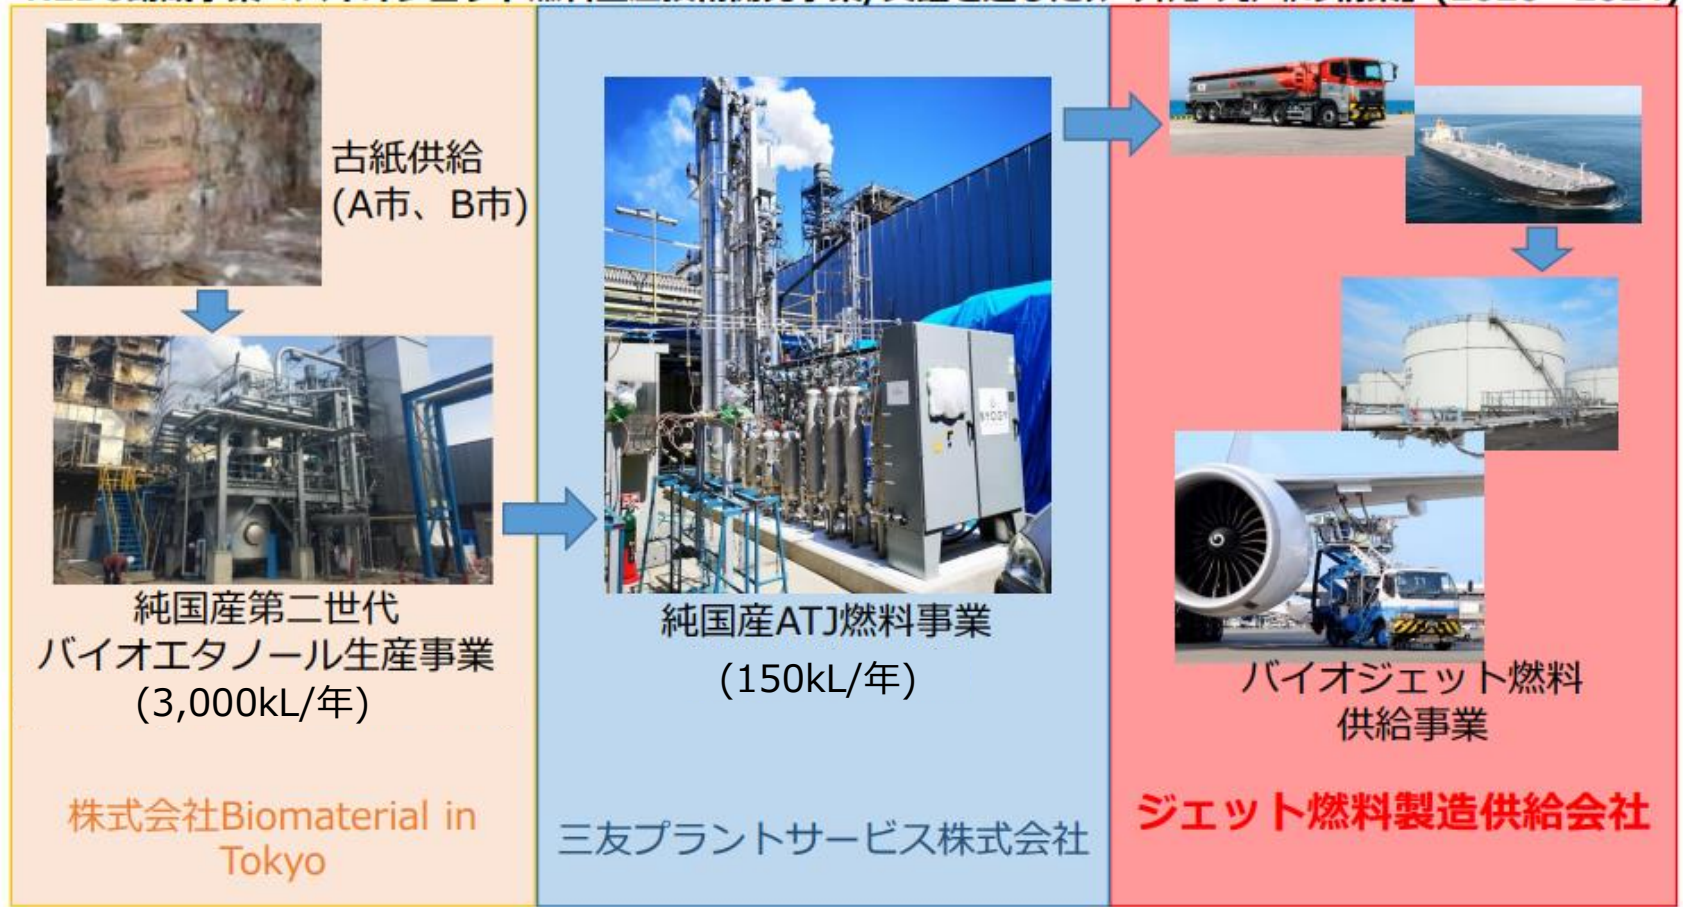 古紙供給
(A市、B市)
純国産第二世代
バイオエタノール生産事業
(3,000kL/年)
株式会社Biomaterial in
Tokyo
BYOGY
純国産ATJ燃料事業
(150kL/年)
三友プラントサービス株式会社
バイオジェット燃料
供給事業
ジェット燃料製造供給会社